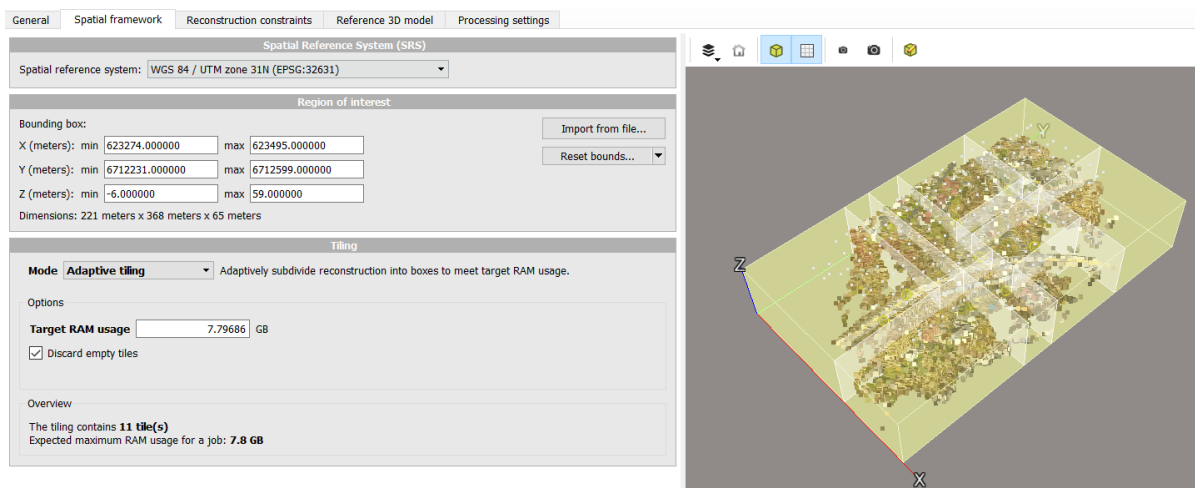 General Spatial framework Reconstruction constraints Reference 3D model Processing settings
Spatial Reference System (SRS)
Spatial reference system: WGS 84 / UTM zone 31N (EPSG:32631)
Region of interest
Bounding box:
Import from file...
X (meters): min 623274.000000 max 623495.000000
Reset bounds...
Y (meters): min 6712231.000000 max 6712599.000000
Z (meters): min -6.000000 max 59.000000
Dimensions: 221 meters x 368 meters x 65 meters
Tiling
Mode Adaptive tiling Adaptively subdivide reconstruction into boxes to meet target RAM usage.
Options
Target RAM usage 7.79686 GB
Discard empty tiles
Overview
The tiling contains 11 tile(s)
Expected maximum RAM usage for a job: 7.8 GB
Y
Z
X